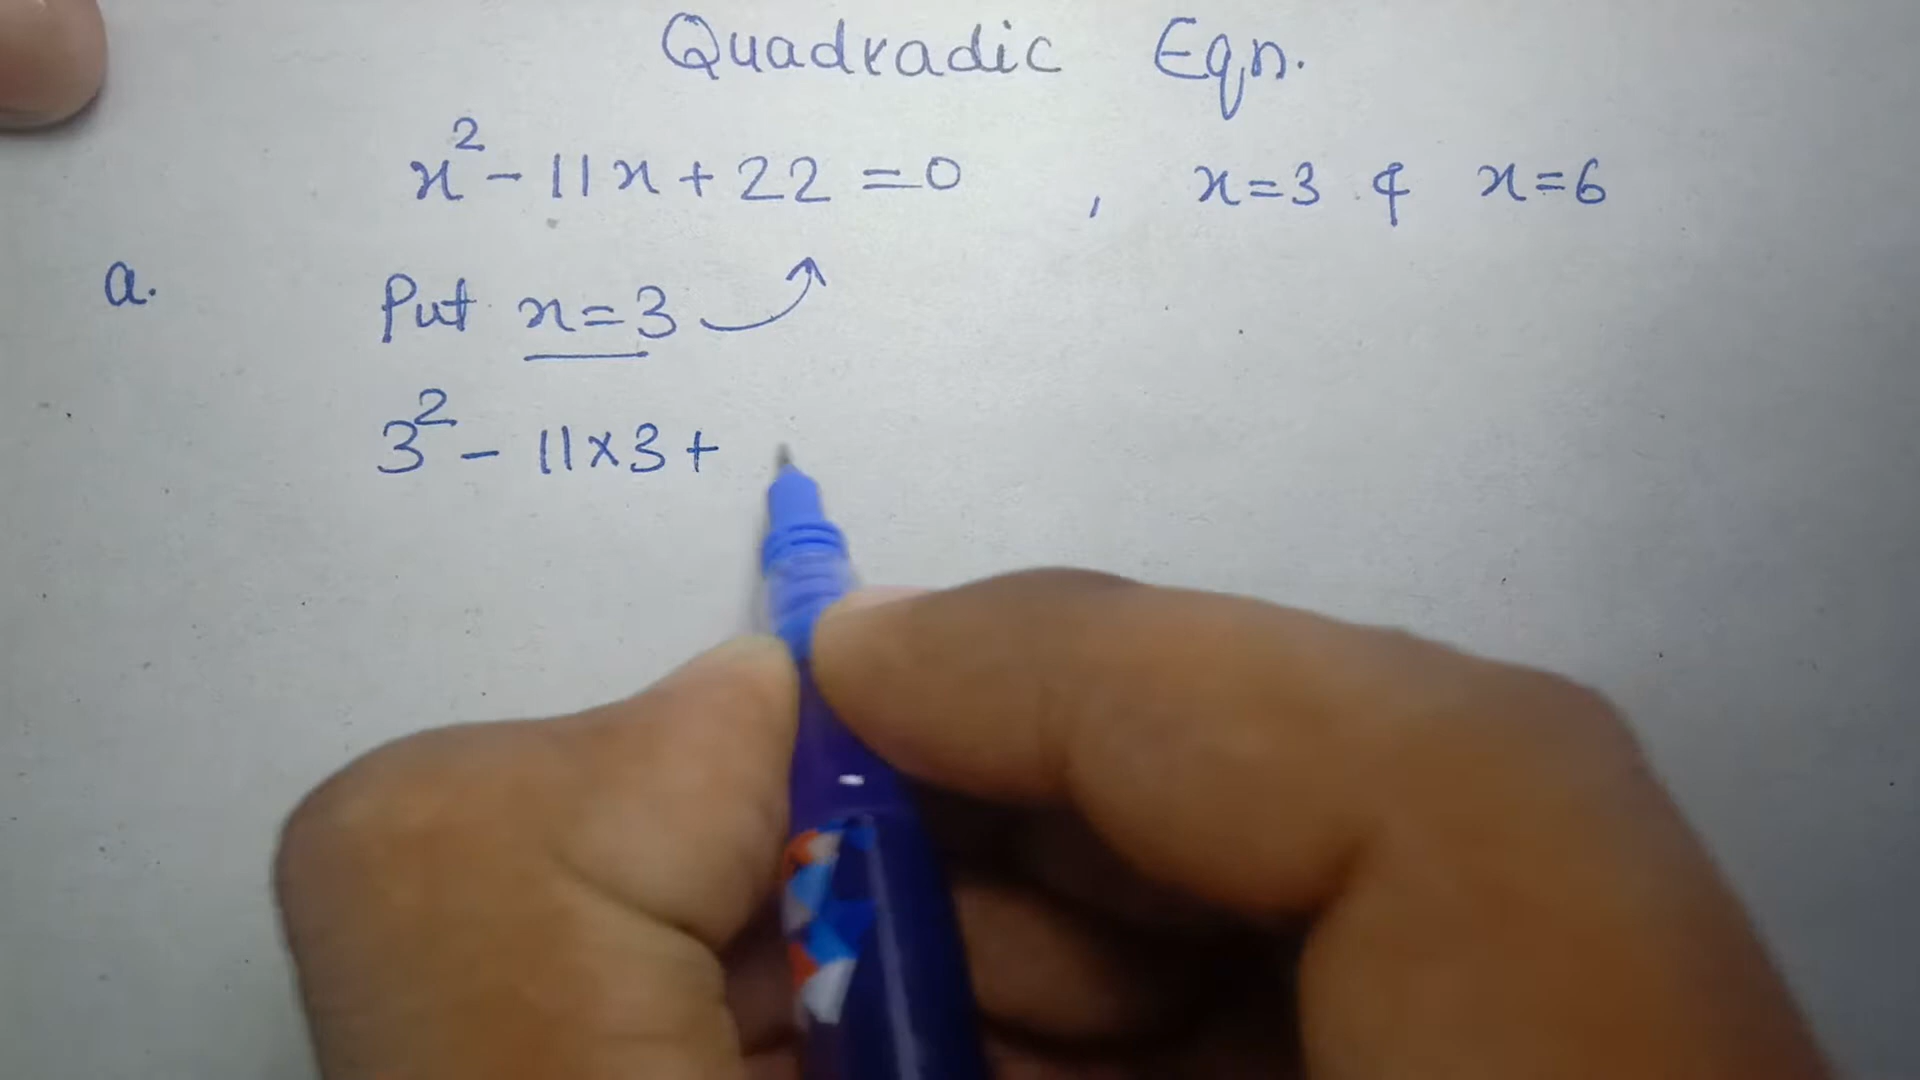 Quadradic Eqn.
x² - 11x + 22 = 0 , x = 3 & x = 6
a. Put x = 3
3² - 11 × 3 +